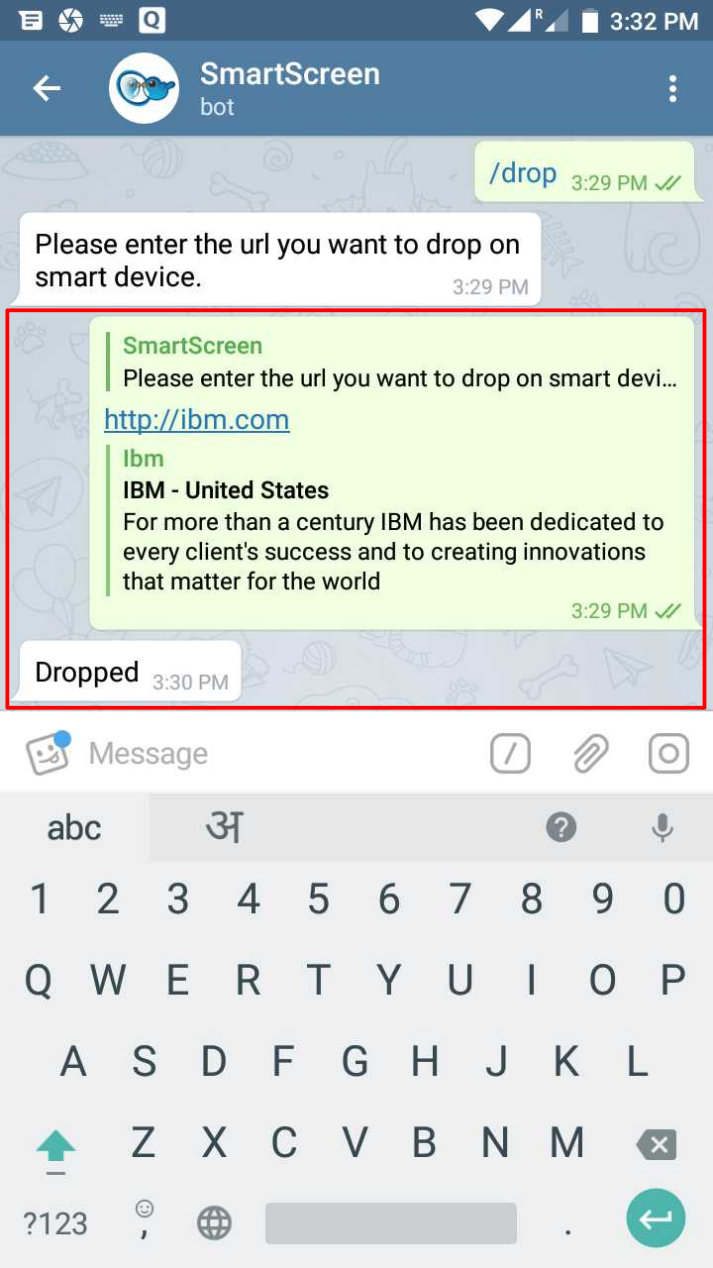 Q R 3:32 PM
SmartScreen
bot
/drop 3:29 PM
Please enter the url you want to drop on
smart device.
3:29 PM
SmartScreen
Please enter the url you want to drop on smart devi...
http://ibm.com
Ibm
IBM - United States
For more than a century IBM has been dedicated to
every client's success and to creating innovations
that matter for the world
3:29 PM
Dropped 3:30 PM
Message /
abc अ ?
1 2 3 4 5 6 7 8 9 0
Q W E R T Y U I O P
A S D F G H J K L
Z X C V B N M
?123 , .